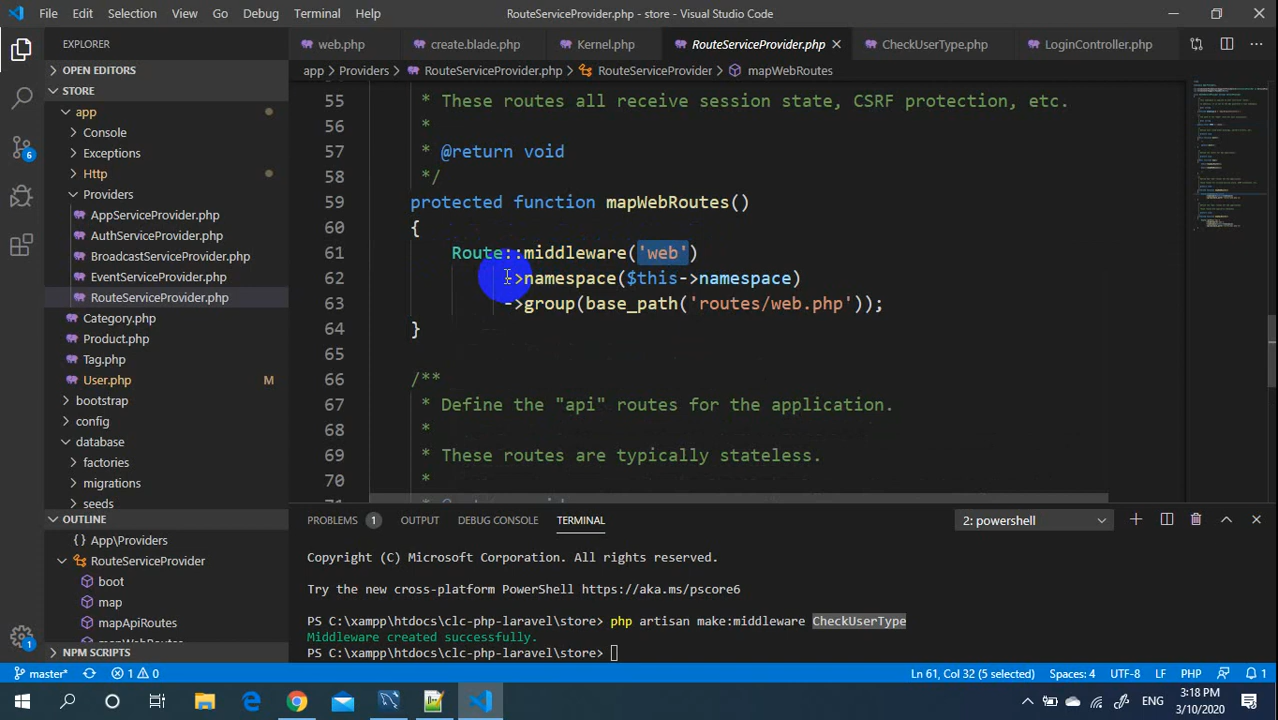 File Edit Selection View Go Debug Terminal Help
RouteServiceProvider.php - store - Visual Studio Code
EXPLORER
OPEN EDITORS
STORE
app
Console
Exceptions
Http
Providers
AppServiceProvider.php
AuthServiceProvider.php
BroadcastServiceProvider.php
EventServiceProvider.php
RouteServiceProvider.php
Category.php
Product.php
Tag.php
User.php M
bootstrap
config
database
factories
migrations
seeds
OUTLINE
App\Providers
RouteServiceProvider
boot
map
mapApiRoutes
mapWebRoutes
NPM SCRIPTS
web.php create.blade.php Kernel.php RouteServiceProvider.php CheckUserType.php LoginController.php
app > Providers > RouteServiceProvider.php > RouteServiceProvider > mapWebRoutes
55 * These routes all receive session state, CSRF protection, etc.
56 *
57 * @return void
58 */
59 protected function mapWebRoutes()
60 {
61 Route::middleware('web')
62 ->namespace($this->namespace)
63 ->group(base_path('routes/web.php'));
64 }
65
66 /**
67 * Define the "api" routes for the application.
68 *
69 * These routes are typically stateless.
70 *
6
PROBLEMS 1 OUTPUT DEBUG CONSOLE TERMINAL 2: powershell
Copyright (C) Microsoft Corporation. All rights reserved.
Try the new cross-platform PowerShell https://aka.ms/pscore6
PS C:\xampp\htdocs\clc-php-laravel\store> php artisan make:middleware CheckUserType
Middleware created successfully.
PS C:\xampp\htdocs\clc-php-laravel\store>
1
master* 1 0 Ln 61, Col 32 (5 selected) Spaces: 4 UTF-8 LF PHP 1
ENG 3:18 PM
3/10/2020